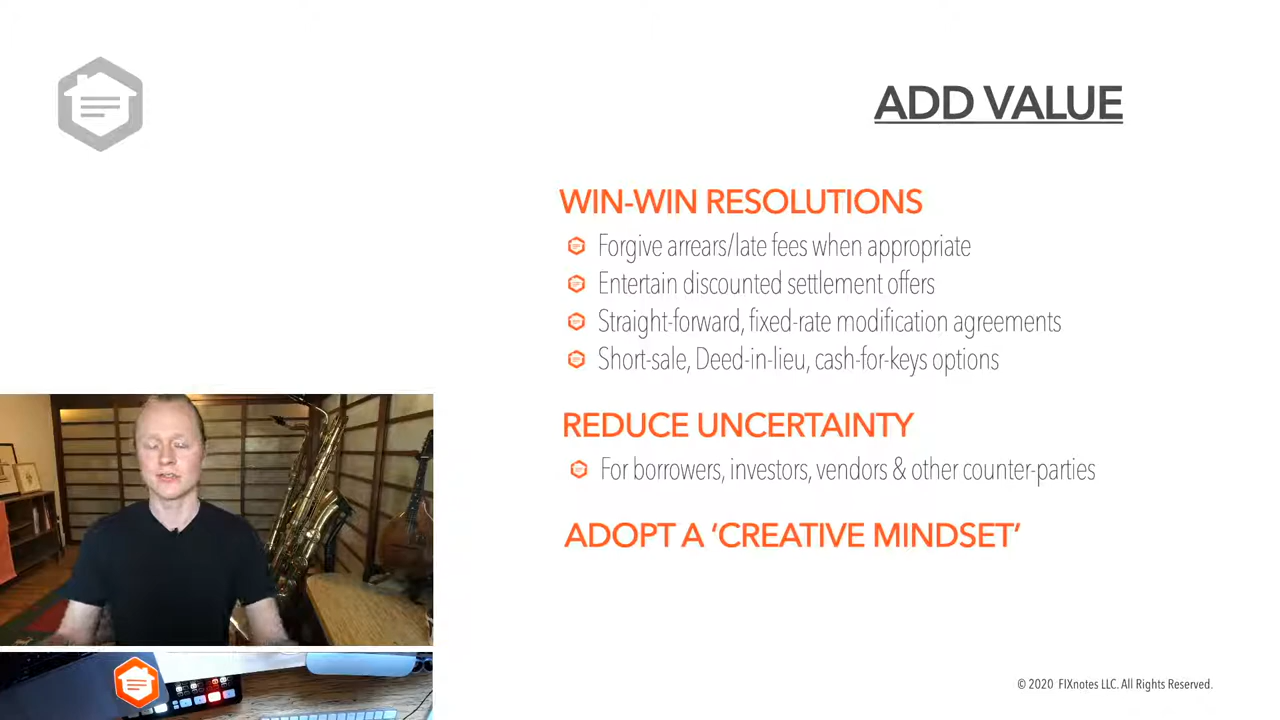 ADD VALUE
WIN-WIN RESOLUTIONS
Forgive arrears/late fees when appropriate
Entertain discounted settlement offers
Straight-forward, fixed-rate modification agreements
Short-sale, Deed-in-lieu, cash-for-keys options
REDUCE UNCERTAINTY
For borrowers, investors, vendors & other counter-parties
ADOPT A ‘CREATIVE MINDSET’
© 2020 FIXnotes LLC. All Rights Reserved.